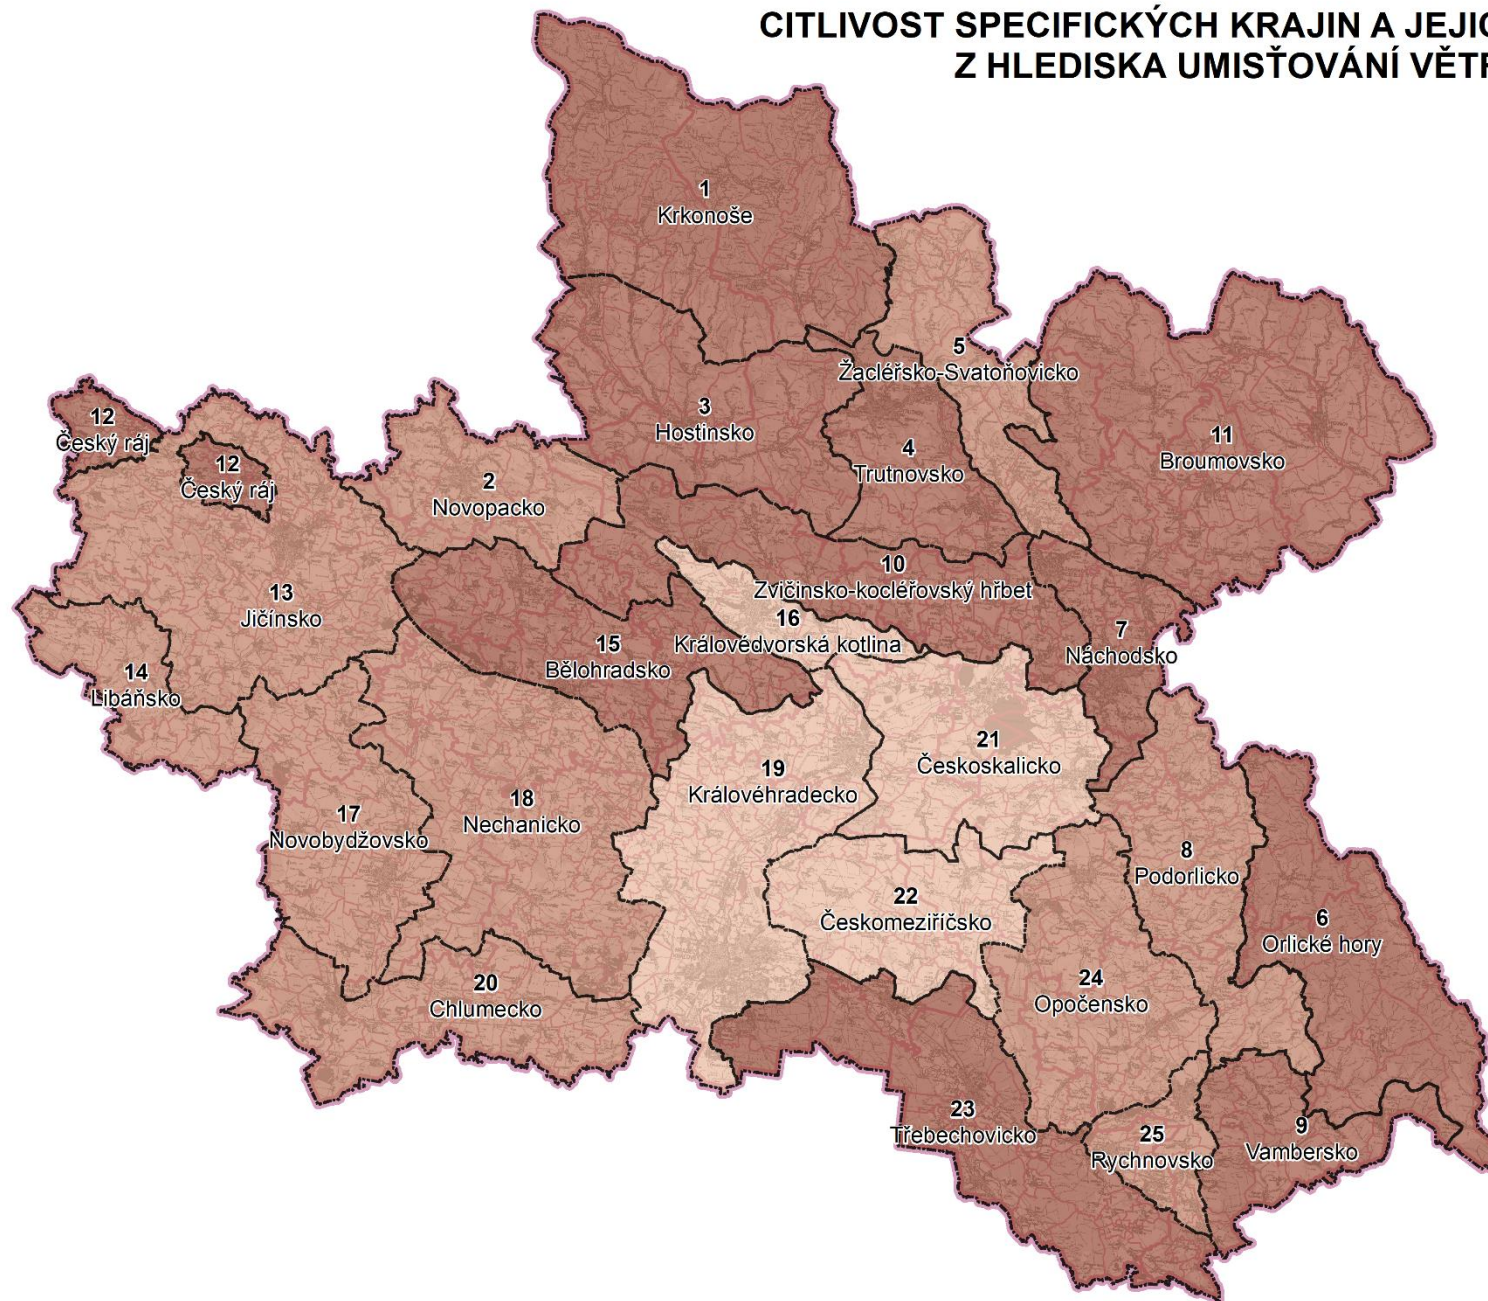 CITLIVOST SPECIFICKÝCH KRAJIN A
Z HLEDISKA UMISŤOVÁNÍ
1
Krkonoše
5
Žacléřsko-Svatoňovicko
3
Hostinsko
4
Trutnovsko
11
Broumovsko
12
Český ráj
12
Český ráj
2
Novopacko
10
Zvičinsko-kocléřovský hřbet
13
Jičínsko
16
Královédvorská kotlina
7
Náchodsko
15
Bělohradsko
14
Libáňsko
21
Českoskalicko
19
Královéhradecko
18
Nechanicko
17
Novobydžovsko
8
Podorlicko
22
Českomeziříčsko
6
Orlické hory
24
Opočensko
20
Chlumecko
23
Třebechovicko
25
Rychnovsko
9
Vambersko